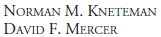 Norman M. Kneteman
David F. Mercer